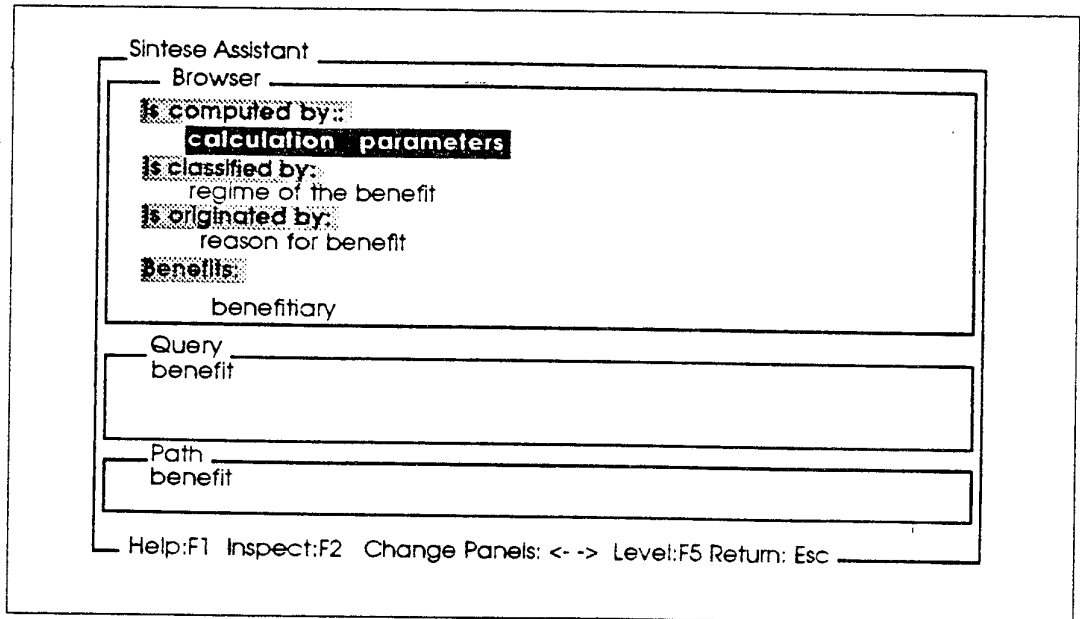 Sintese Assistant
Browser
Is computed by::
calculation parameters
Is classified by:
regime of the benefit
Is originated by:
reason for benefit
Benefits:
benefitiary
Query
benefit
Path
benefit
Help:F1 Inspect:F2 Change Panels: <- -> Level:F5 Return: Esc